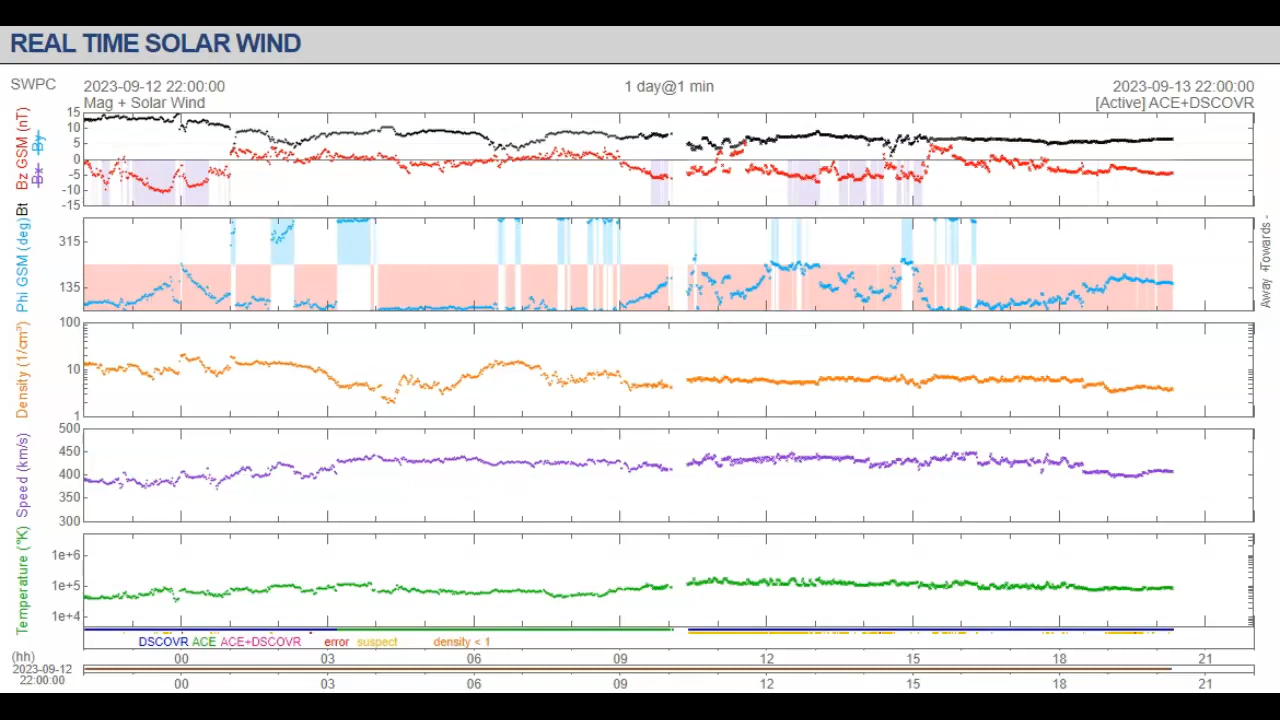 REAL TIME SOLAR WIND
SWPC
2023-09-12 22:00:00
1 day@1 min
2023-09-13 22:00:00
Mag + Solar Wind
[Active] ACE+DSCOVR
15
10
5
0
-5
-10
-15
Bt
Bz GSM (nT)
Bx
By
315
135
Phi GSM (deg)
Away +
Towards -
100
10
1
Density (1/cm³)
500
450
400
350
300
Speed (km/s)
1e+6
1e+5
1e+4
Temperature (°K)
DSCOVR ACE ACE+DSCOVR error suspect density < 1
(hh)
00 03 06 09 12 15 18 21
2023-09-12
22:00:00
00 03 06 09 12 15 18 21